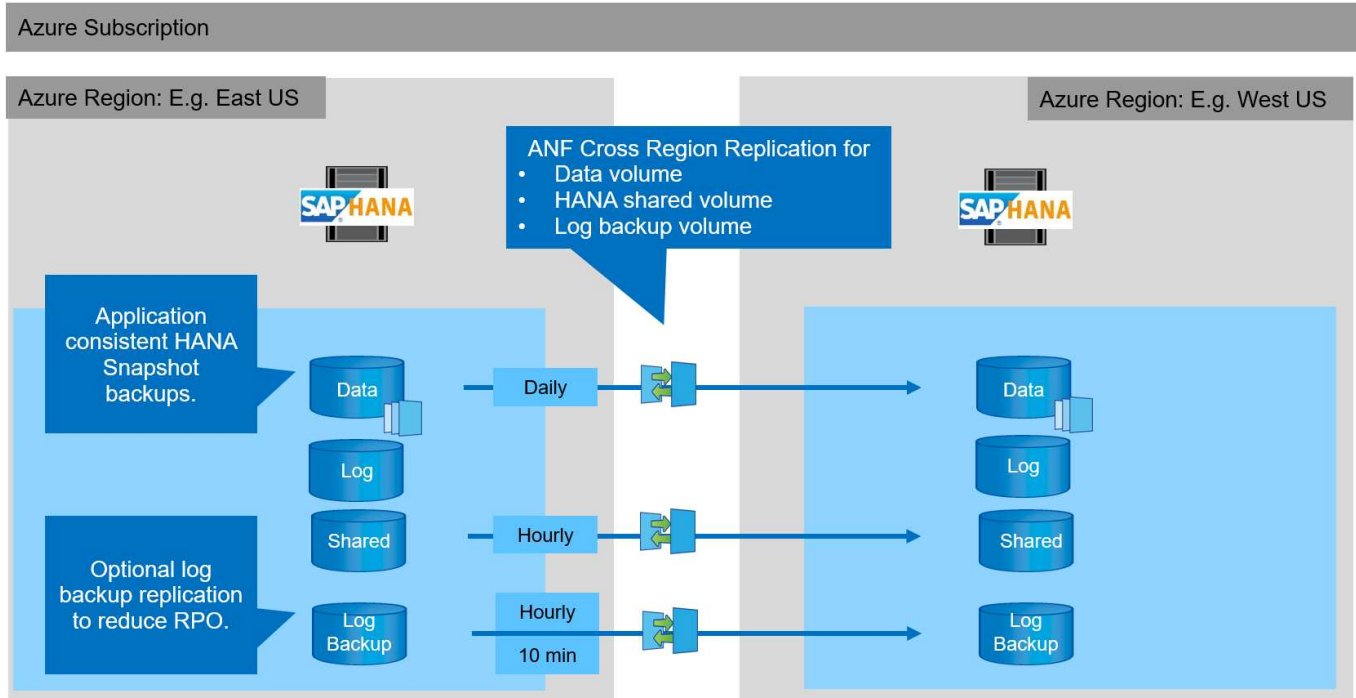 Azure Subscription
Azure Region: E.g. East US
Azure Region: E.g. West US
ANF Cross Region Replication for
• Data volume
• HANA shared volume
• Log backup volume
SAP HANA
SAP HANA
Application
consistent HANA
Snapshot
backups.
Data
Daily
Data
Log
Log
Shared
Hourly
Shared
Optional log
backup replication
to reduce RPO.
Log
Backup
Hourly
10 min
Log
Backup